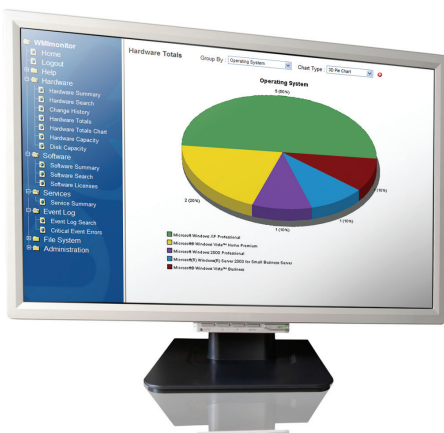 WMImonitor
Home
Logout
Help
Hardware
Hardware Summary
Hardware Search
Change History
Hardware Totals
Hardware Totals Chart
Hardware Capacity
Disk Capacity
Software
Software Summary
Software Search
Software Licenses
Services
Service Summary
Event Log
Event Log Search
Critical Event Errors
File System
Administration
Hardware Totals
Group By : Operating System Chart Type : 3D Pie Chart
Operating System
5 (50%)
2 (20%)
1 (10%)
1 (10%)
(10%)
Microsoft Windows XP Professional
Microsoft® Windows Vista™ Home Premium
Microsoft Windows 2000 Professional
Microsoft(R) Windows(R) Server 2003 for Small Business Server
Microsoft® Windows Vista™ Business